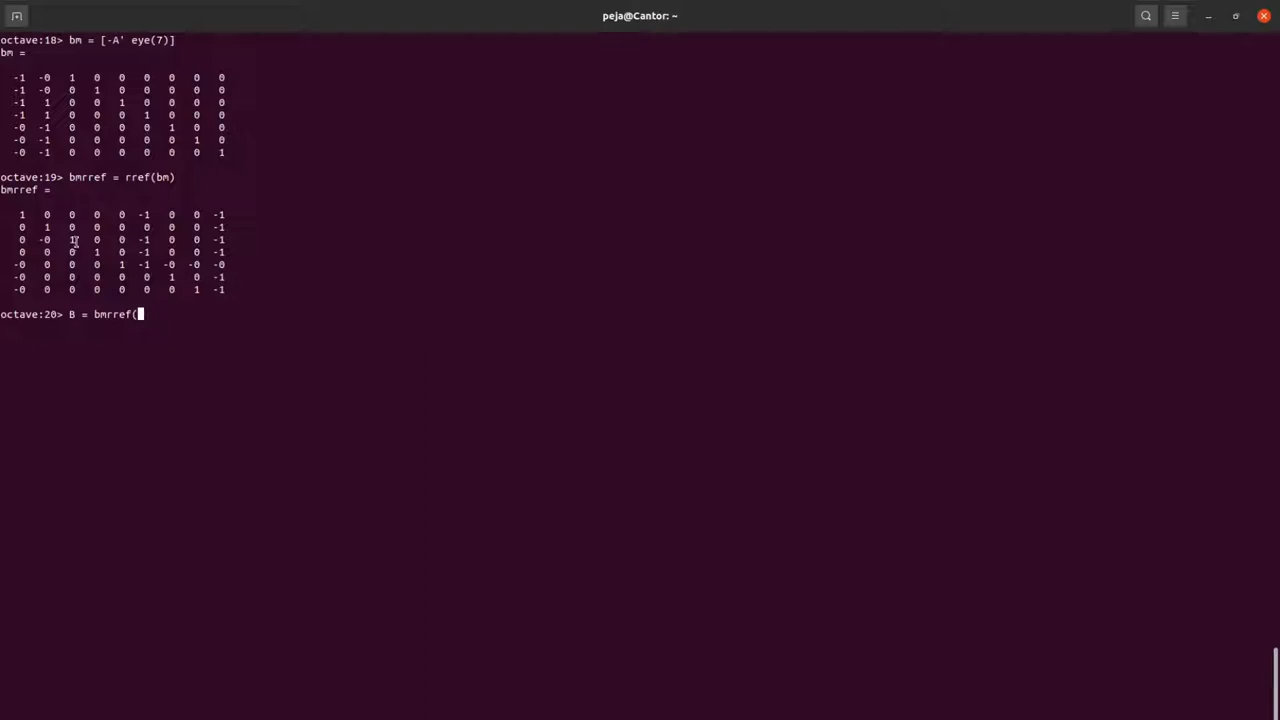 peja@Cantor: ~
octave:18> bm = [-A' eye(7)]
bm =
-1 -0 1 0 0 0 0 0 0
-1 -0 0 1 0 0 0 0 0
-1 1 0 0 1 0 0 0 0
-1 1 0 0 0 1 0 0 0
-0 -1 0 0 0 0 1 0 0
-0 -1 0 0 0 0 0 1 0
-0 -1 0 0 0 0 0 0 1
octave:19> bmrref = rref(bm)
bmrref =
1 0 0 0 0 -1 0 0 -1
0 1 0 0 0 0 0 0 -1
0 -0 1 0 0 -1 0 0 -1
0 0 0 1 0 -1 0 0 -1
-0 0 0 0 1 -1 -0 -0 -0
-0 0 0 0 0 0 1 0 -1
-0 0 0 0 0 0 0 1 -1
octave:20> B = bmrref(